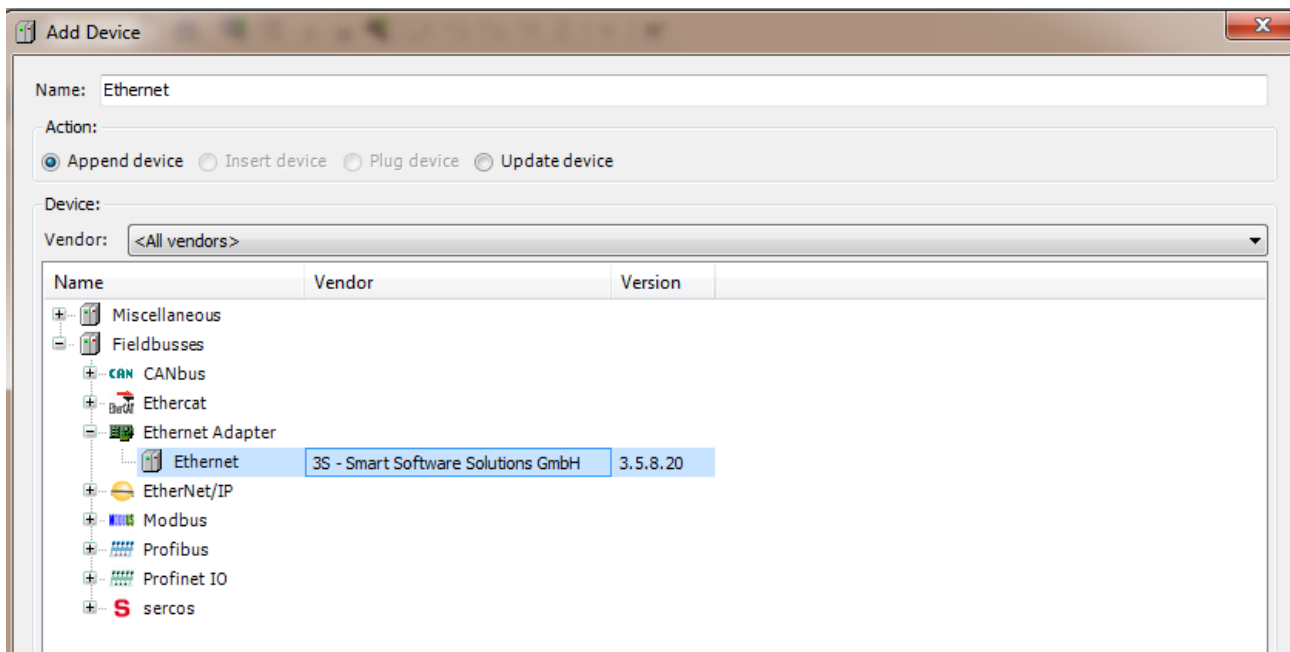 Add Device
Name: Ethernet
Action:
Append device Insert device Plug device Update device
Device:
Vendor: <All vendors>
Name Vendor Version
Miscellaneous
Fieldbusses
CAN CANbus
EtherCAT Ethercat
Ethernet Adapter
Ethernet 3S - Smart Software Solutions GmbH 3.5.8.20
EtherNet/IP
MODBUS Modbus
Profibus
Profinet IO
S sercos